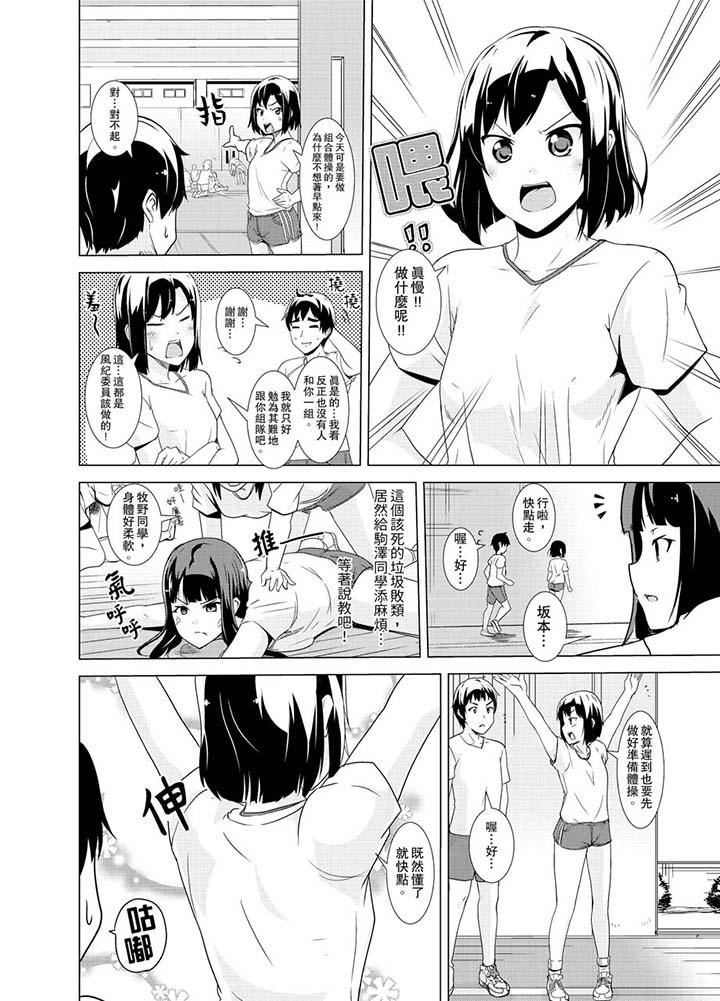 喂
!!
眞慢!!
做什麼呢!!
今天可是要做
組合體操的，
為什麼不想著早點來！
指
對…對不起。
撓
撓
眞是的…我看
反正也沒有人
和你一組。
謝…
謝謝…
我就只好
勉為其難地
跟你組隊吧。
羞
這…這都是
風紀委員該做的！
行啦，
快點走。
喔…好…
坂本…
這個該死的垃圾敗類，
居然給駒澤同學添麻煩…
等著說教吧！
推
牧野同學，
身體好柔軟。
氣
呼
呼
就算遲到也要先
做好準備體操。
喔…好…
既然懂了
就快點。
伸
咕嘟